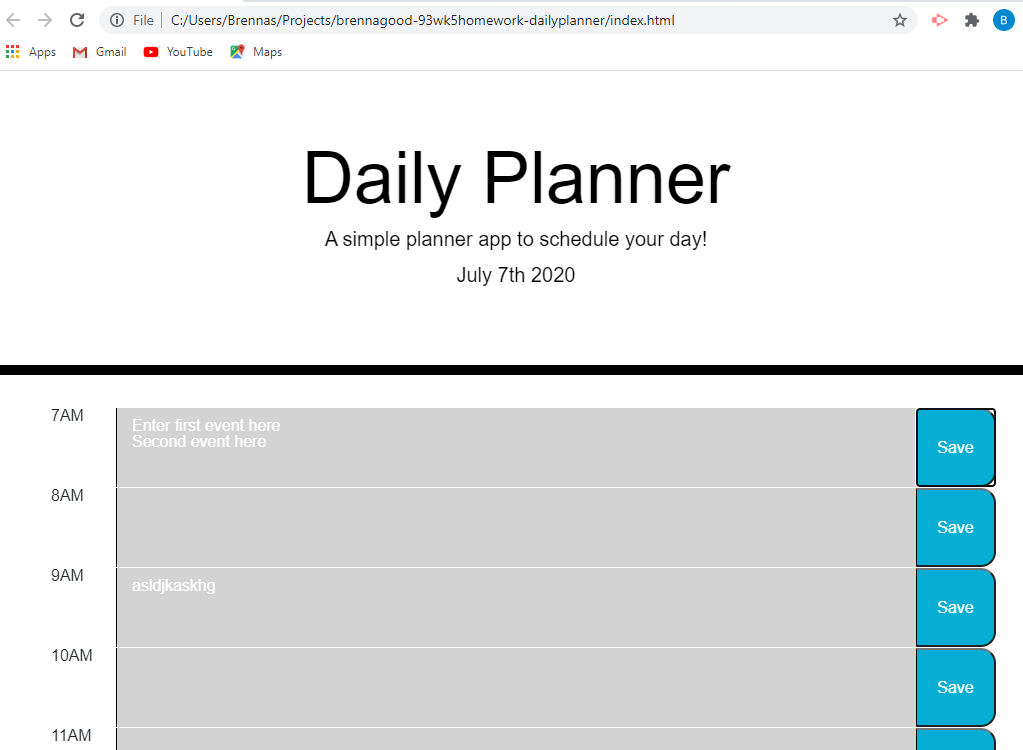 File C:/Users/Brennas/Projects/brennagood-93wk5homework-dailyplanner/index.html B
Apps Gmail YouTube Maps
Daily Planner
A simple planner app to schedule your day!
July 7th 2020
7AM
Enter first event here
Second event here
Save
8AM
Save
9AM
asldjkaskhg
Save
10AM
Save
11AM